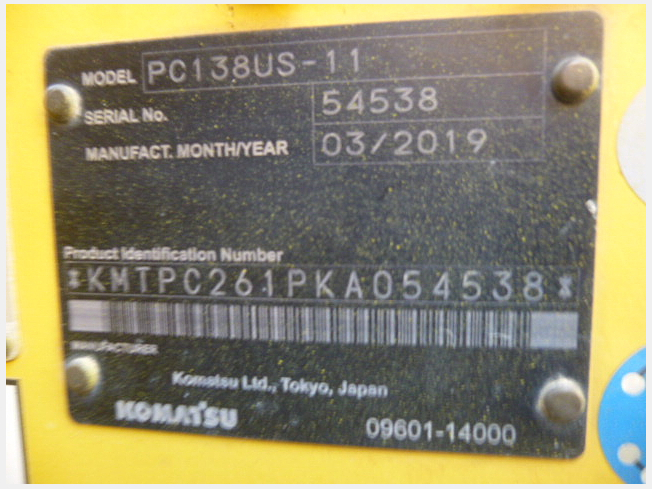 MODEL PC138US-11
SERIAL No. 54538
MANUFACT. MONTH/YEAR 03/2019
Product Identification Number
*KMTPC261PKA054538*
MANUFACTURER
Komatsu Ltd., Tokyo, Japan
KOMATSU
09601-14000